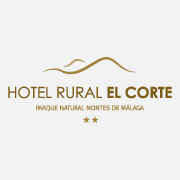 HOTEL RURAL EL CORTE
PARQUE NATURAL MONTES DE MÁLAGA